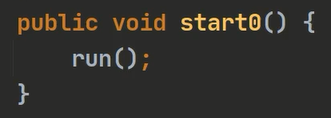 public void start0() {
    run();
}